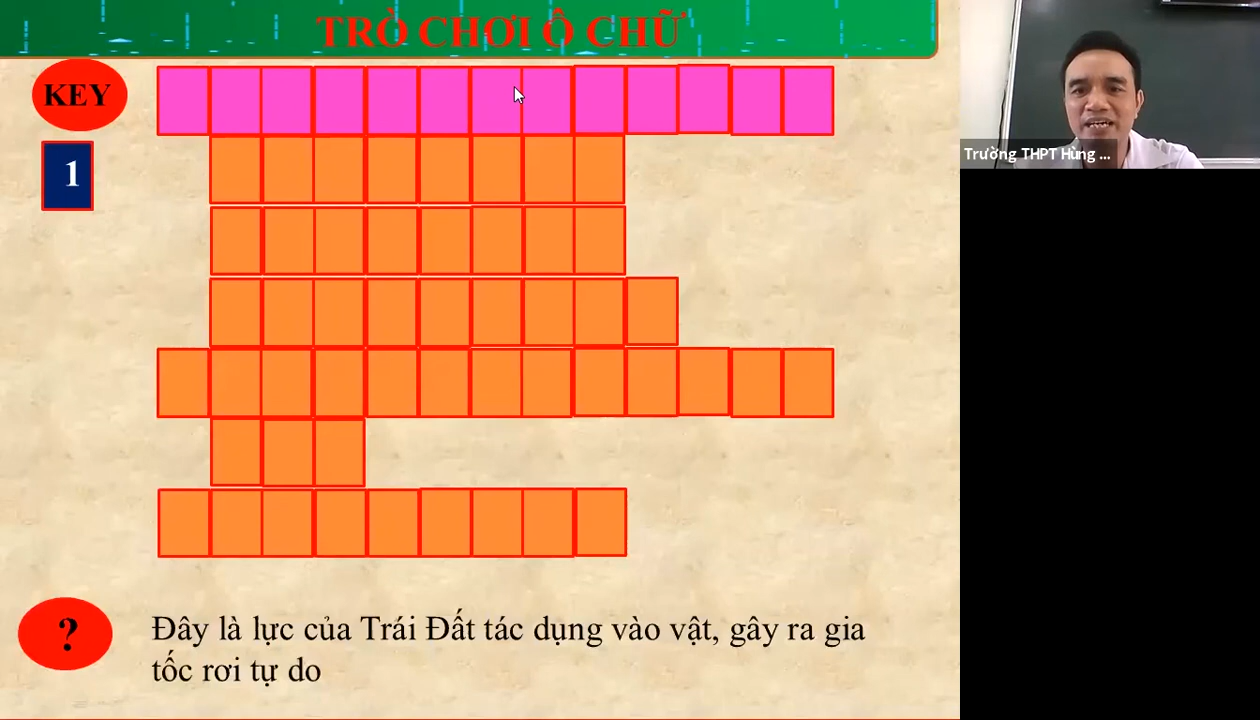 TRÒ CHƠI Ô CHỮ
KEY
1
Trường THPT Hùng ...
?
Đây là lực của Trái Đất tác dụng vào vật, gây ra gia
tốc rơi tự do